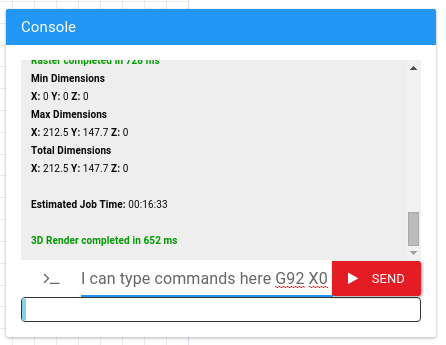 Console
Raster completed in 728 ms
Min Dimensions
X: 0 Y: 0 Z: 0
Max Dimensions
X: 212.5 Y: 147.7 Z: 0
Total Dimensions
X: 212.5 Y: 147.7 Z: 0
Estimated Job Time: 00:16:33
3D Render completed in 652 ms
>_ I can type commands here G92 X0 SEND